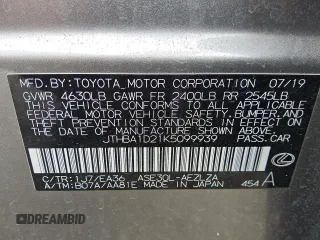 MFD.BY:TOYOTA MOTOR CORPORATION 07/19
GVWR 4630LB GAWR FR 2400LB RR 2545LB
THIS VEHICLE CONFORMS TO ALL APPLICABLE
FEDERAL MOTOR VEHICLE SAFETY, BUMPER, AND
THEFT PREVENTION STANDARDS IN EFFECT ON
THE DATE OF MANUFACTURE SHOWN ABOVE.
JTHBA1D21K5099939 PASS.CAR
C/TR:1J7/EA36 ASE30L-AEZLZA
A/TM:B07A/AA81E MADE IN JAPAN 454 A